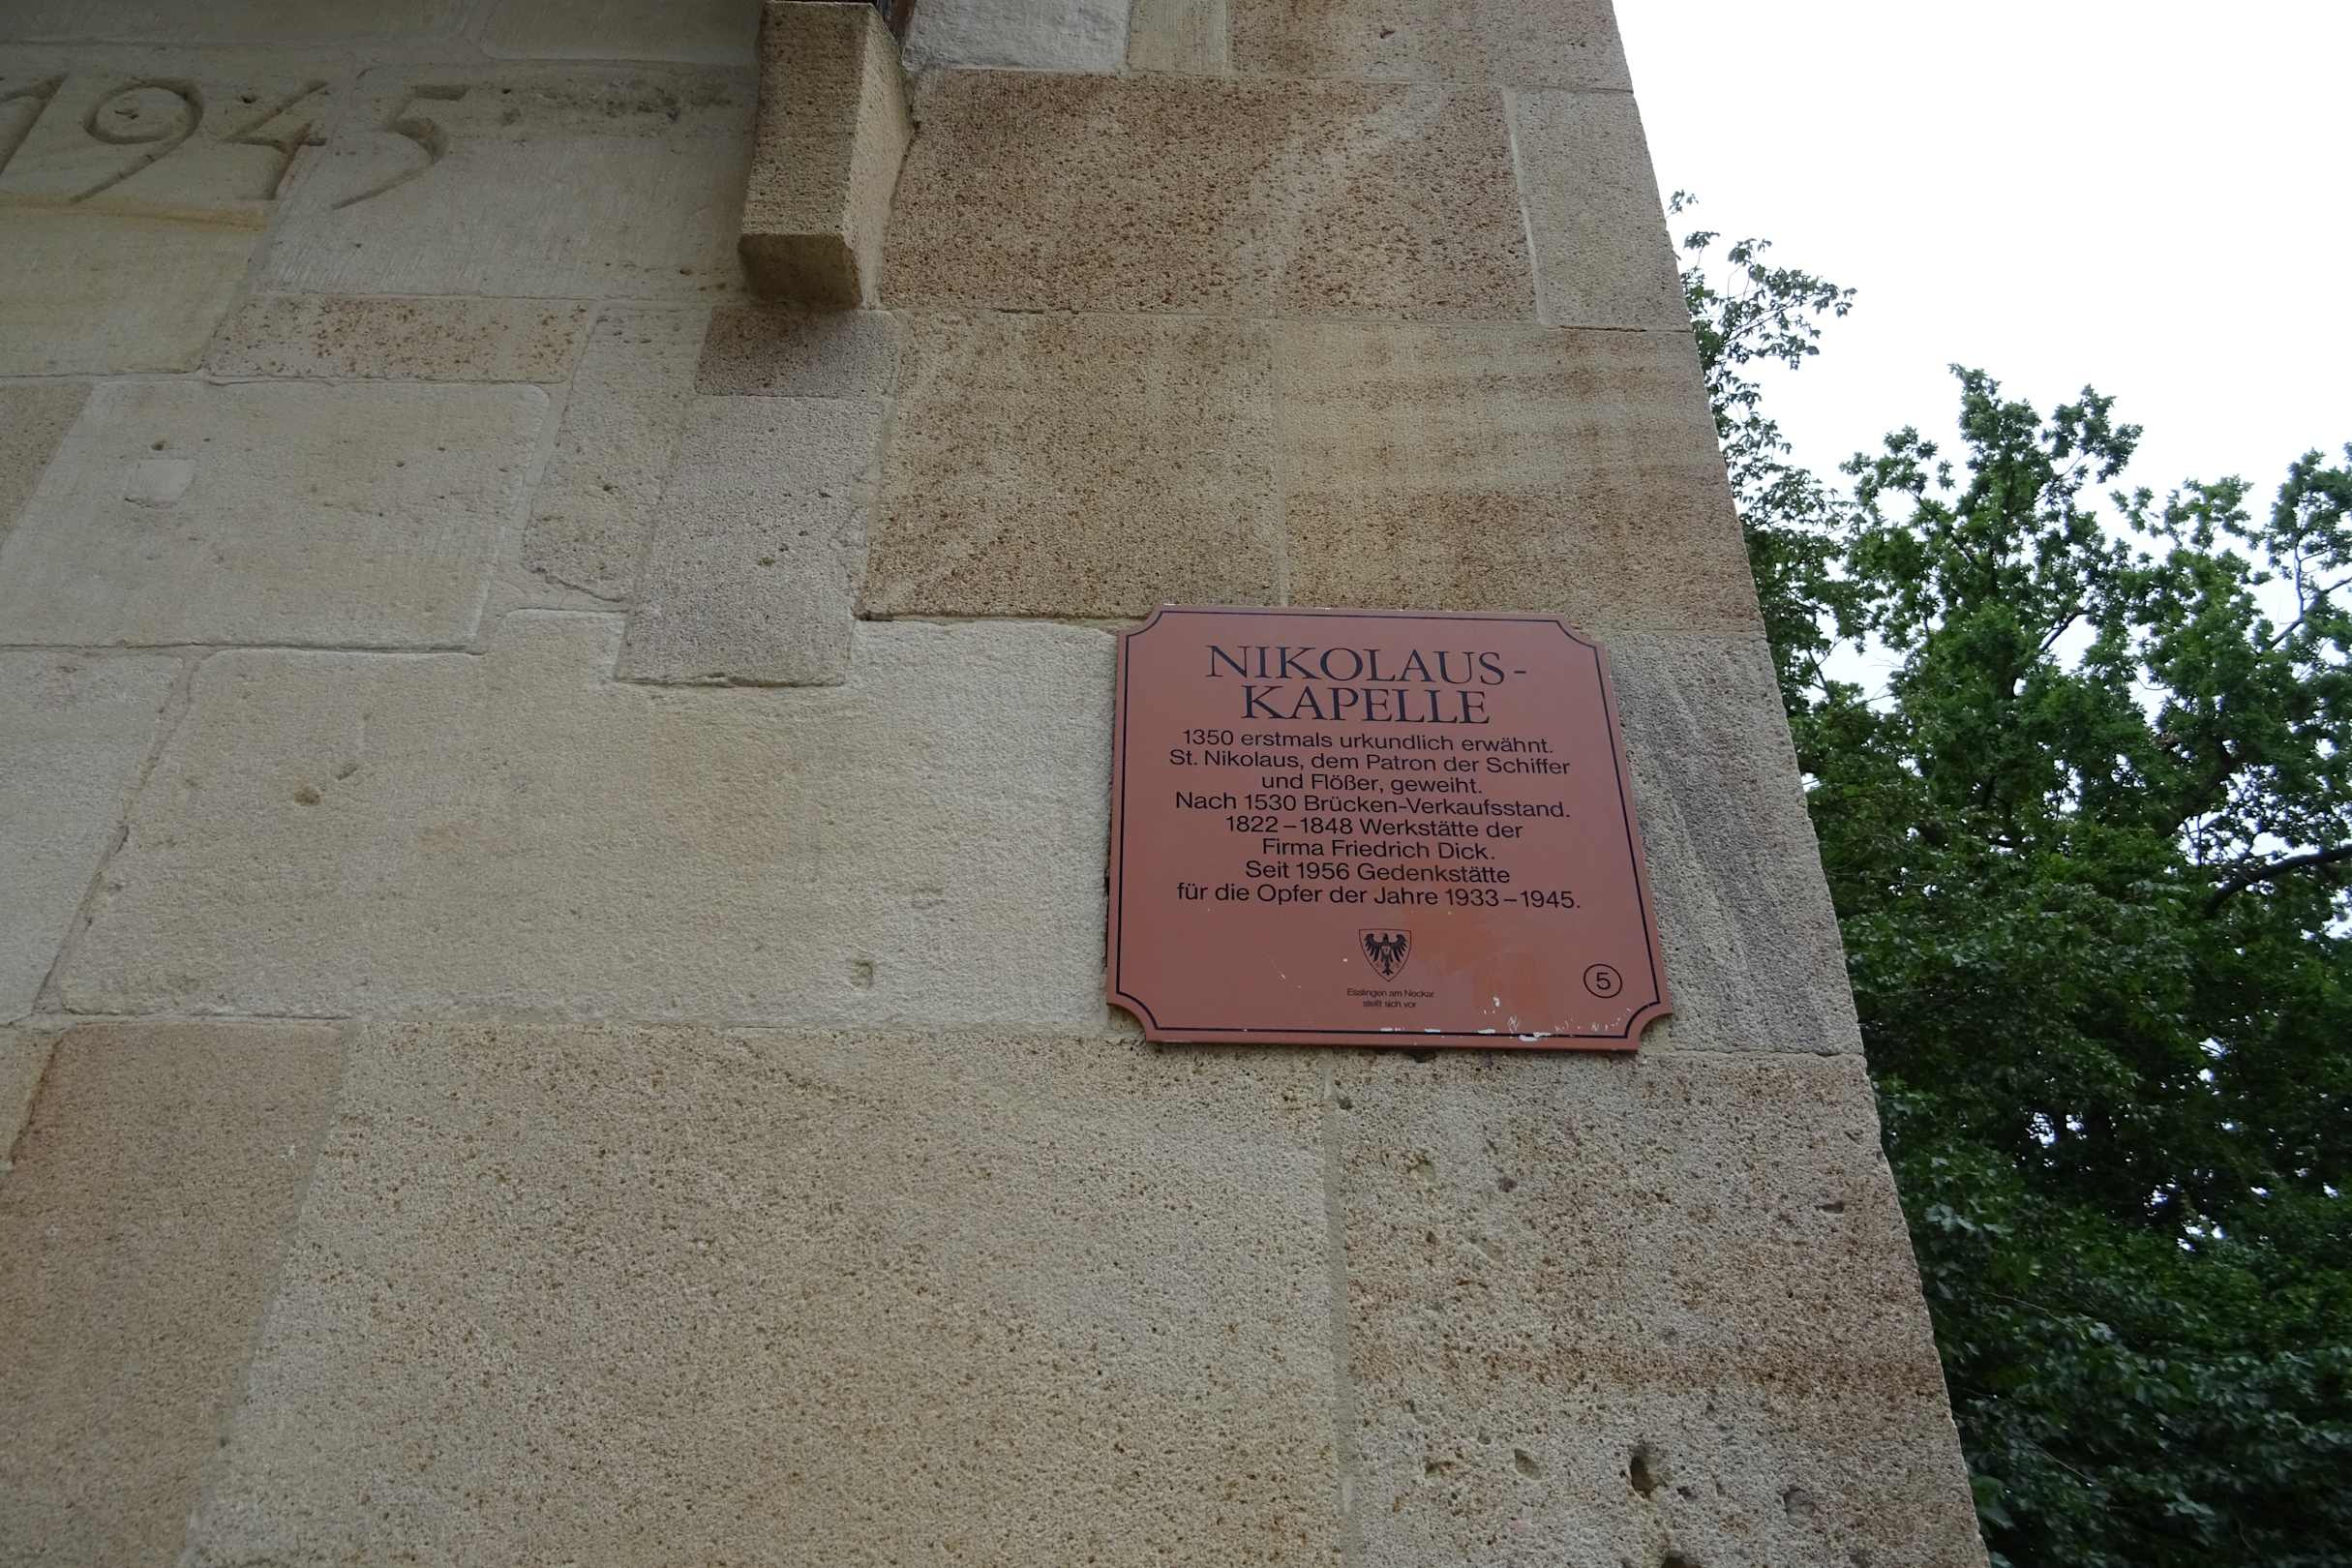 1945
NIKOLAUS-
KAPELLE
1350 erstmals urkundlich erwähnt.
St. Nikolaus, dem Patron der Schiffer
und Flößer, geweiht.
Nach 1530 Brücken-Verkaufsstand.
1822–1848 Werkstätte der
Firma Friedrich Dick.
Seit 1956 Gedenkstätte
für die Opfer der Jahre 1933–1945.
Esslingen am Neckar
stellt sich vor
5